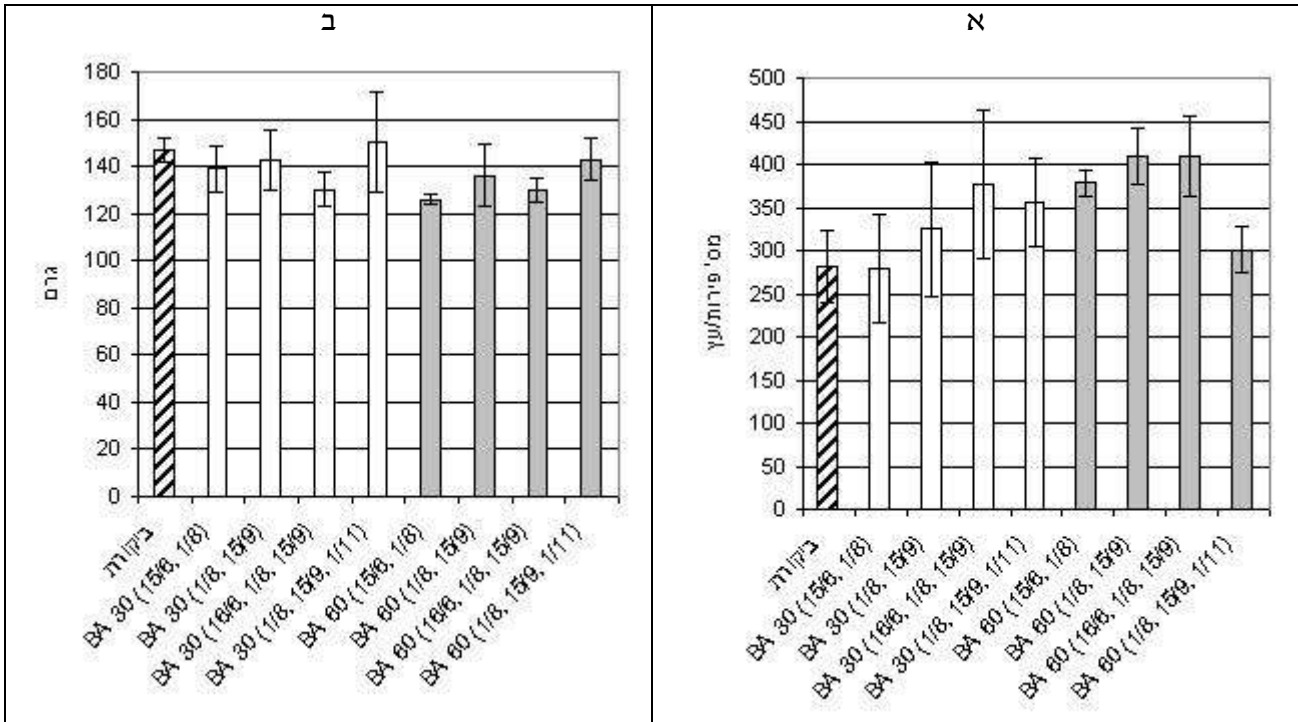 א
500
450
400
350
300
250
200
150
100
50
0
מס' פירות/עץ
ביקורת
BA 30 (15/6, 1/8)
BA 30 (1/8, 15/9)
BA 30 (16/6, 1/8, 15/9)
BA 30 (1/8, 15/9, 1/11)
BA 60 (15/6, 1/8)
BA 60 (1/8, 15/9)
BA 60 (16/6, 1/8, 15/9)
BA 60 (1/8, 15/9, 1/11)
ב
180
160
140
120
100
80
60
40
20
0
גרם
ביקורת
BA 30 (15/6, 1/8)
BA 30 (1/8, 15/9)
BA 30 (16/6, 1/8, 15/9)
BA 30 (1/8, 15/9, 1/11)
BA 60 (15/6, 1/8)
BA 60 (1/8, 15/9)
BA 60 (16/6, 1/8, 15/9)
BA 60 (1/8, 15/9, 1/11)